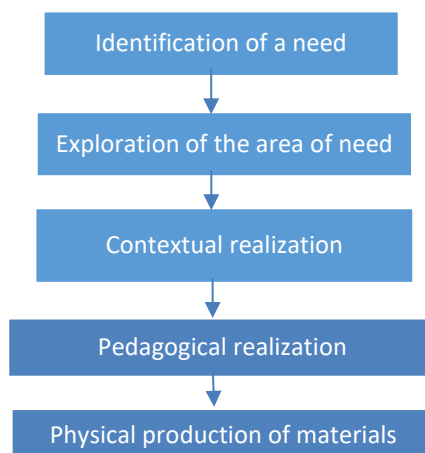 Identification of a need
Exploration of the area of need
Contextual realization
Pedagogical realization
Physical production of materials